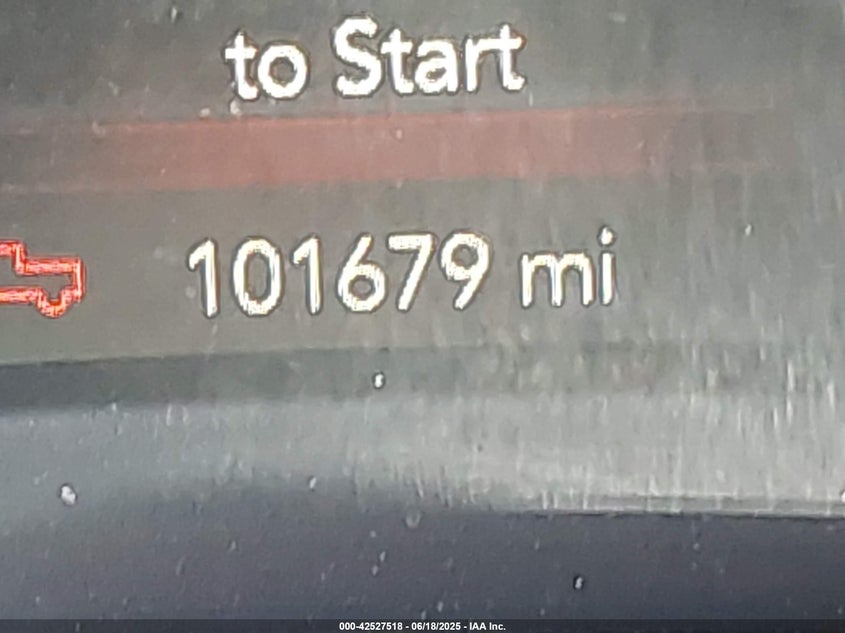 to Start
101679 mi
000-42527518 - 06/18/2025 - IAA Inc.